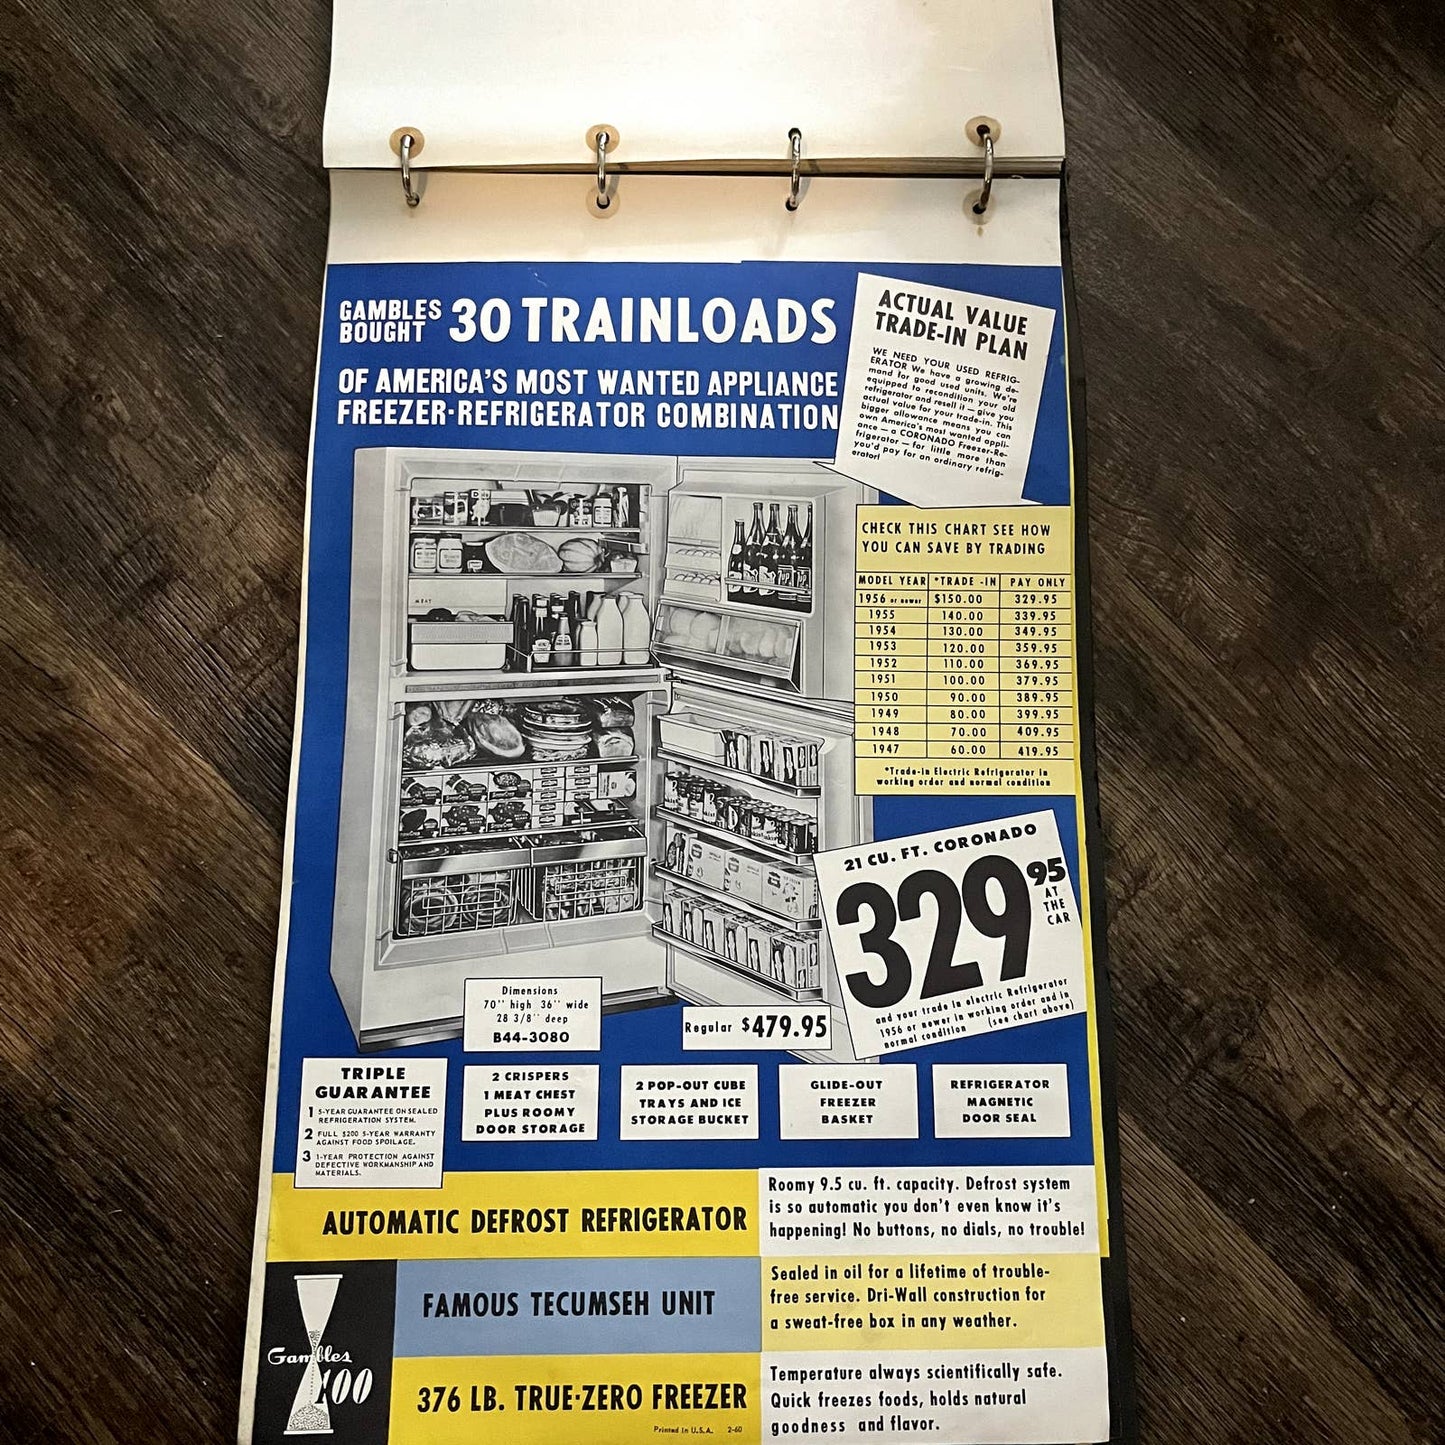 GAMBLES
BOUGHT
30 TRAINLOADS
OF AMERICA'S MOST WANTED APPLIANCE
FREEZER-REFRIGERATOR COMBINATION
ACTUAL VALUE
TRADE-IN PLAN
WE NEED YOUR USED REFRIG-
ERATOR We have a growing de-
mand for good used units. We're
equipped to recondition your old
refrigerator and resell it — give you
actual value for your trade-in. This
bigger allowance means you can
own America's most wanted appli-
ance — a CORONADO Freezer-Re-
frigerator — for little more than
you'd pay for an ordinary refrig-
erator!
CHECK THIS CHART SEE HOW
YOU CAN SAVE BY TRADING
MODEL YEAR *TRADE -IN PAY ONLY
1956 or newer $150.00 329.95
1955 140.00 339.95
1954 130.00 349.95
1953 120.00 359.95
1952 110.00 369.95
1951 100.00 379.95
1950 90.00 389.95
1949 80.00 399.95
1948 70.00 409.95
1947 60.00 419.95
*Trade-in Electric Refrigerator in
working order and normal condition
MEAT
21 CU. FT. CORONADO
329 95
AT
THE
CAR
and your trade in electric Refrigerator
1956 or newer in working order and in
normal condition (see chart above)
Dimensions
70" high 36" wide
28 3/8" deep
B44-3080
Regular $479.95
TRIPLE
GUARANTEE
1 5-YEAR GUARANTEE ON SEALED
REFRIGERATION SYSTEM.
2 FULL $200 5-YEAR WARRANTY
AGAINST FOOD SPOILAGE.
3 1-YEAR PROTECTION AGAINST
DEFECTIVE WORKMANSHIP AND
MATERIALS.
2 CRISPERS
1 MEAT CHEST
PLUS ROOMY
DOOR STORAGE
2 POP-OUT CUBE
TRAYS AND ICE
STORAGE BUCKET
GLIDE-OUT
FREEZER
BASKET
REFRIGERATOR
MAGNETIC
DOOR SEAL
AUTOMATIC DEFROST REFRIGERATOR
Roomy 9.5 cu. ft. capacity. Defrost system
is so automatic you don't even know it's
happening! No buttons, no dials, no trouble!
FAMOUS TECUMSEH UNIT
Sealed in oil for a lifetime of trouble-
free service. Dri-Wall construction for
a sweat-free box in any weather.
Gambles
400
376 LB. TRUE-ZERO FREEZER
Temperature always scientifically safe.
Quick freezes foods, holds natural
goodness and flavor.
Printed in U.S.A. 2-60